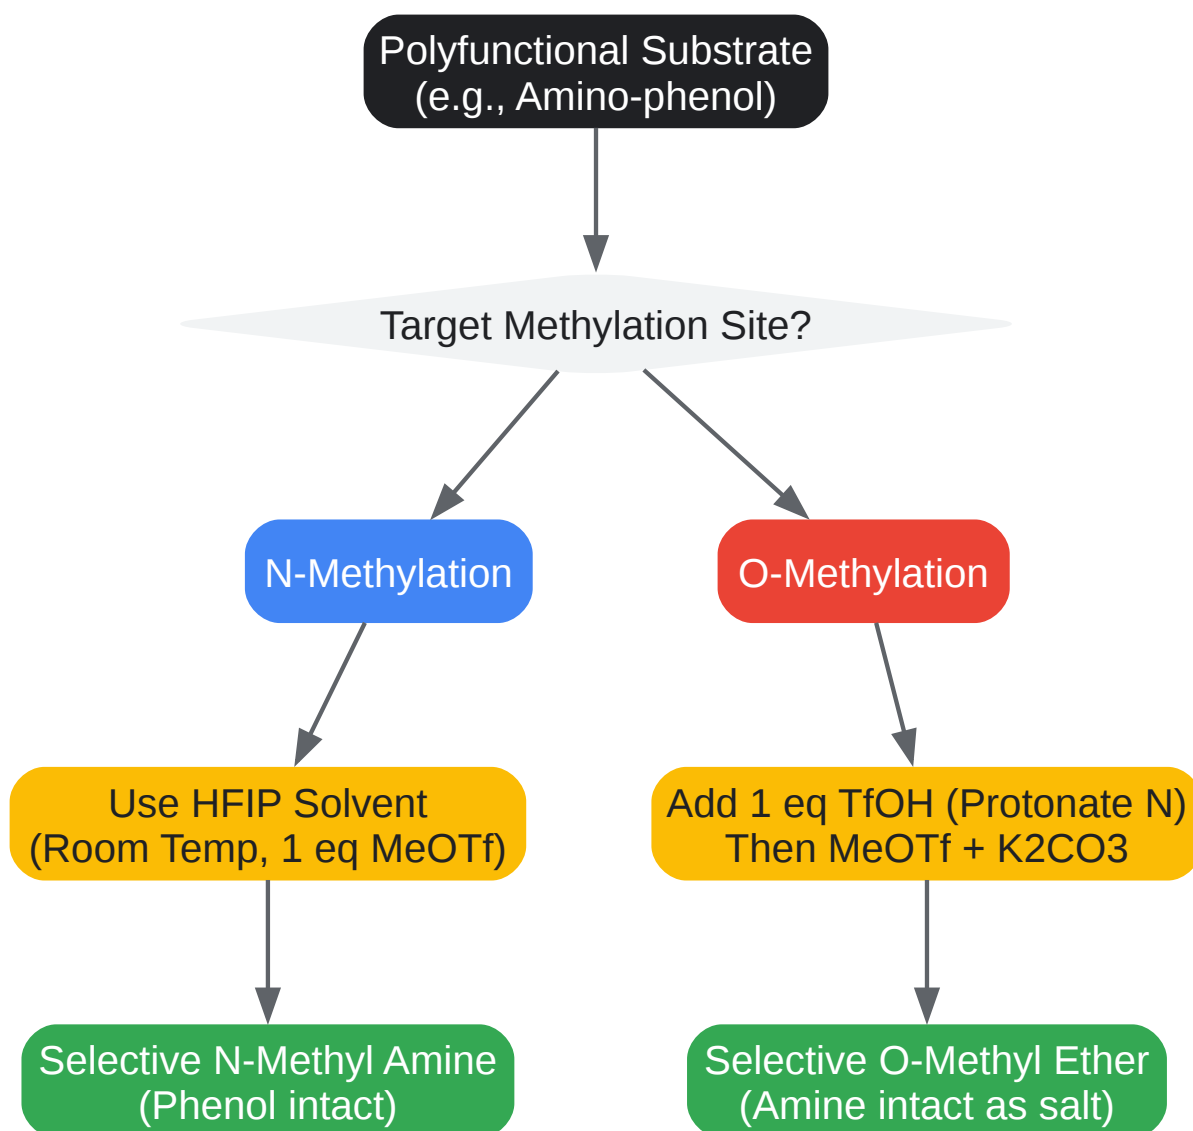 Polyfunctional Substrate
(e.g., Amino-phenol)
Target Methylation Site?
N-Methylation
O-Methylation
Use HFIP Solvent
(Room Temp, 1 eq MeOTf)
Add 1 eq TfOH (Protonate N)
Then MeOTf + K2CO3
Selective N-Methyl Amine
(Phenol intact)
Selective O-Methyl Ether
(Amine intact as salt)